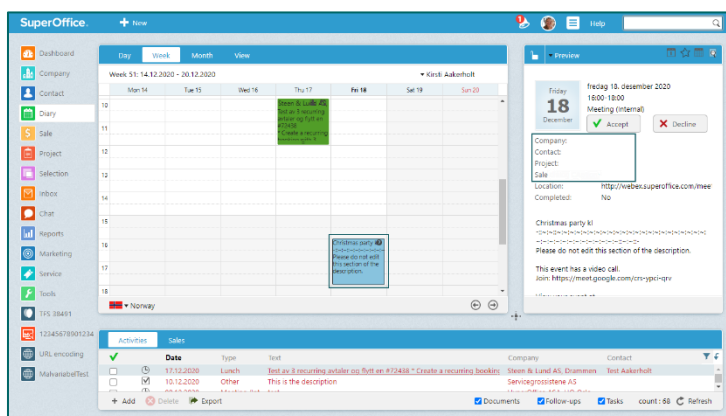 SuperOffice.
+ New
Help
Dashboard
Company
Contact
Diary
Sale
Project
Selection
Inbox
Chat
Reports
Marketing
Service
Tools
TFS 38491
12345678901234
URL encoding
MalvanabelTest
Day Week Month View
Week 51: 14.12.2020 - 20.12.2020
Kirsti Aakerholt
Mon 14 Tue 15 Wed 16 Thu 17 Fri 18 Sat 19 Sun 20
10
11
12
13
14
15
16
17
18
Steen & Lund
Test av 3 recurring
avtaler og flytt en
#72438
* Create a recurring
Christmas party kl
-::~:~::~:~:~:~:~
Please do not edit
this section of the
description.
Norway
Preview
Friday
18
December
fredag 18. desember 2020
16:00-18:00
Meeting (Internal)
Accept
Decline
Company:
Contact:
Project:
Sale
Location: http://webex.superoffice.com/mee
Completed: No
Christmas party kl
Please do not edit this section of the description.
This event has a video call.
Join: https://meet.google.com/crs-ypci-qrv
Activities Sales
Date Type Text Company Contact
17.12.2020 Lunch Test av 3 recurring avtaler og flytt en #72438 * Create a recurring bookin Steen & Lund AS, Drammen Test Aakerholt
10.12.2020 Other This is the description Servicegrossistene AS
+ Add Delete Export Documents Follow-ups Tasks count : 68 Refresh